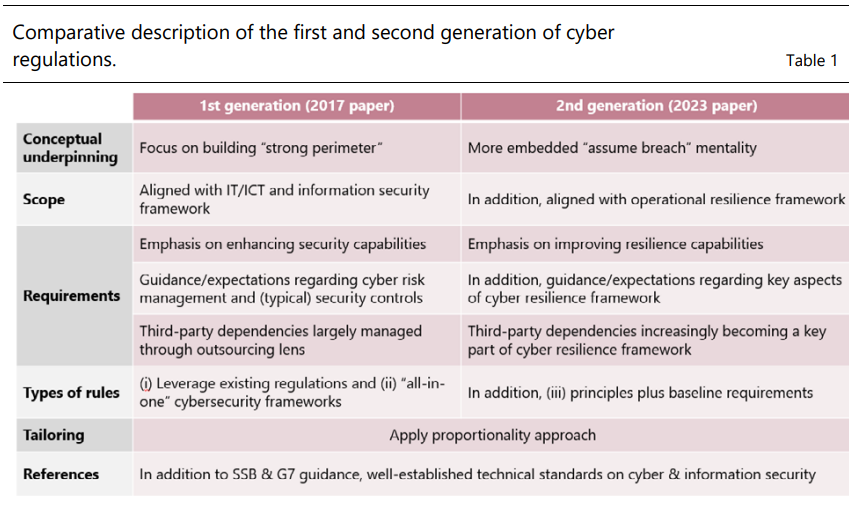 Comparative description of the first and second generation of cyber
regulations.
Table 1
1st generation (2017 paper)
2nd generation (2023 paper)
Conceptual
underpinning
Focus on building “strong perimeter“
More embedded “assume breach” mentality
Scope
Aligned with IT/ICT and information security
framework
In addition, aligned with operational resilience framework
Requirements
Emphasis on enhancing security capabilities
Emphasis on improving resilience capabilities
Guidance/expectations regarding cyber risk
management and (typical) security controls
In addition, guidance/expectations regarding key aspects
of cyber resilience framework
Third-party dependencies largely managed
through outsourcing lens
Third-party dependencies increasingly becoming a key
part of cyber resilience framework
Types of rules
(i) Leverage existing regulations and (ii) “all-in-
one” cybersecurity frameworks
In addition, (iii) principles plus baseline requirements
Tailoring
Apply proportionality approach
References
In addition to SSB & G7 guidance, well-established technical standards on cyber & information security